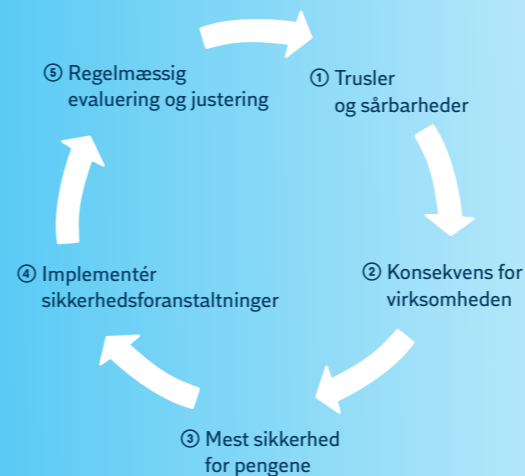 ① Trusler
og sårbarheder
② Konsekvens for
virksomheden
③ Mest sikkerhed
for pengene
④ Implementér
sikkerhedsforanstaltninger
⑤ Regelmæssig
evaluering og justering